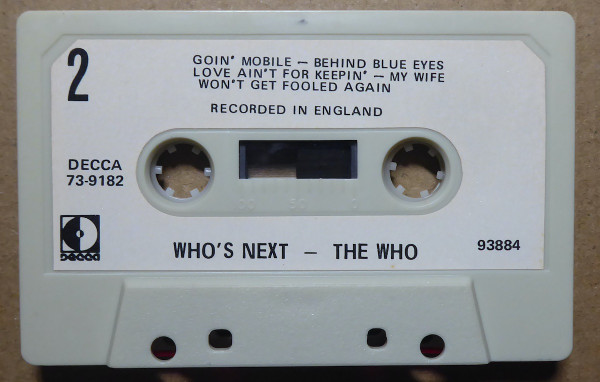 2
GOIN' MOBILE — BEHIND BLUE EYES
LOVE AIN'T FOR KEEPIN' — MY WIFE
WON'T GET FOOLED AGAIN
RECORDED IN ENGLAND
DECCA
73-9182
DECCA
WHO'S NEXT — THE WHO
93884